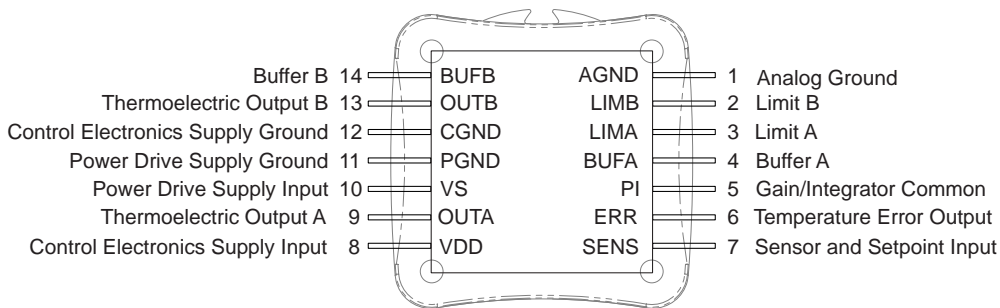 Buffer B 14 BUFB AGND 1 Analog Ground
Thermoelectric Output B 13 OUTB LIMB 2 Limit B
Control Electronics Supply Ground 12 CGND LIMA 3 Limit A
Power Drive Supply Ground 11 PGND BUFA 4 Buffer A
Power Drive Supply Input 10 VS PI 5 Gain/Integrator Common
Thermoelectric Output A 9 OUTA ERR 6 Temperature Error Output
Control Electronics Supply Input 8 VDD SENS 7 Sensor and Setpoint Input